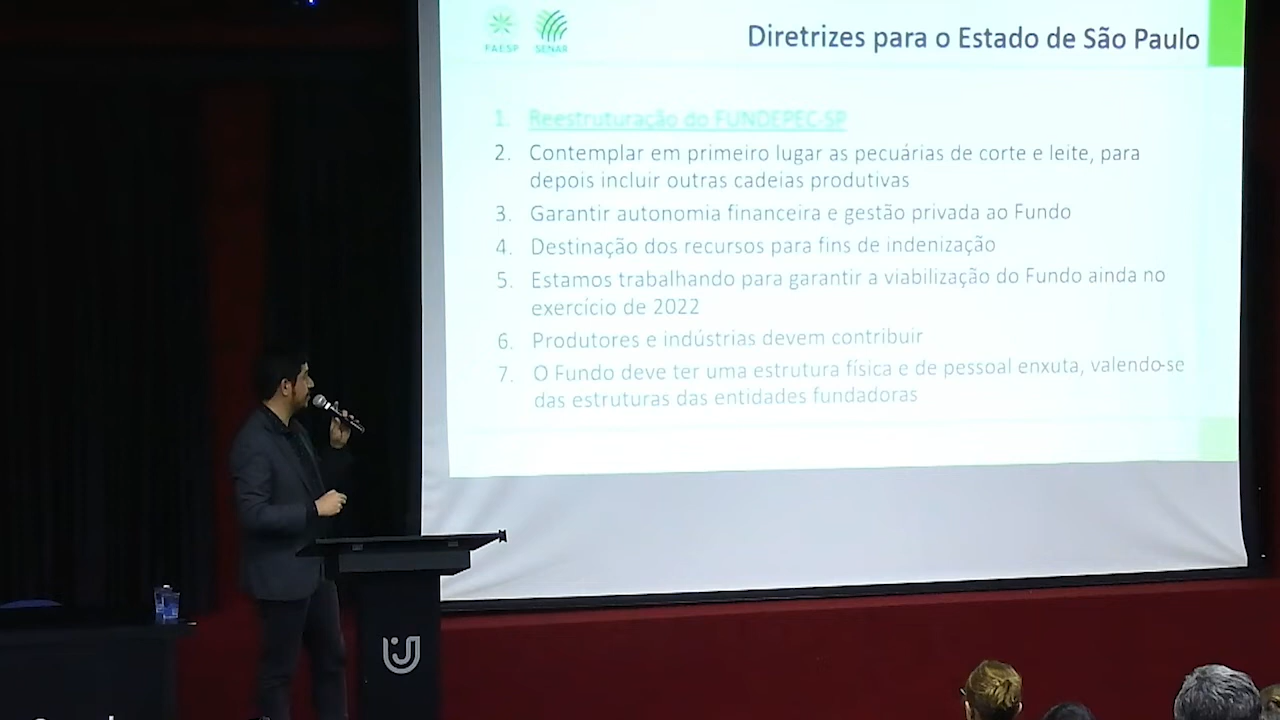 FAESP SENAR
Diretrizes para o Estado de São Paulo
1. Reestruturação do FUNDEPEC-SP
2. Contemplar em primeiro lugar as pecuárias de corte e leite, para
depois incluir outras cadeias produtivas
3. Garantir autonomia financeira e gestão privada ao Fundo
4. Destinação dos recursos para fins de indenização
5. Estamos trabalhando para garantir a viabilização do Fundo ainda no
exercício de 2022
6. Produtores e indústrias devem contribuir
7. O Fundo deve ter uma estrutura física e de pessoal enxuta, valendo-se
das estruturas das entidades fundadoras